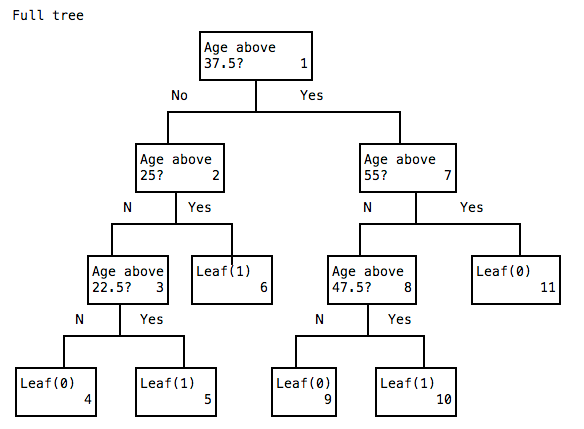 Full tree
Age above
37.5? 1
No Yes
Age above
25? 2
Age above
55? 7
N Yes
N Yes
Age above
22.5? 3
Leaf(1)
6
Age above
47.5? 8
Leaf(0)
11
N Yes
N Yes
Leaf(0)
4
Leaf(1)
5
Leaf(0)
9
Leaf(1)
10